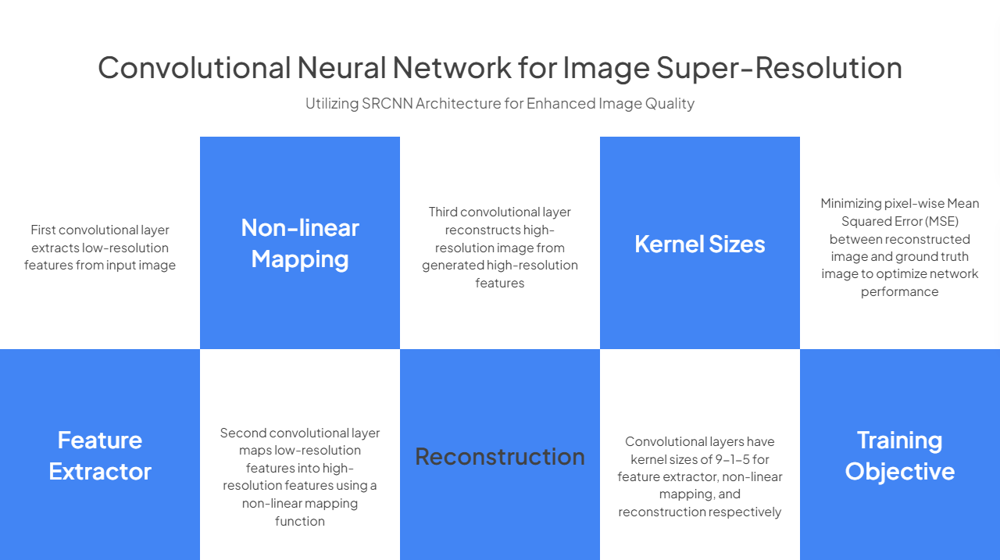 Convolutional Neural Network for Image Super-Resolution
Utilizing SRCNN Architecture for Enhanced Image Quality
First convolutional layer
extracts low-resolution
features from input image
Feature
Extractor
Non-linear
Mapping
Second convolutional layer
maps low-resolution
features into high-
resolution features using a
non-linear mapping
function
Third convolutional layer
reconstructs high-
resolution image from
generated high-resolution
features
Reconstruction
Kernel Sizes
Convolutional layers have
kernel sizes of 9–1–5 for
feature extractor, non-linear
mapping, and
reconstruction respectively
Minimizing pixel-wise Mean
Squared Error (MSE)
between reconstructed
image and ground truth
image to optimize network
performance
Training
Objective